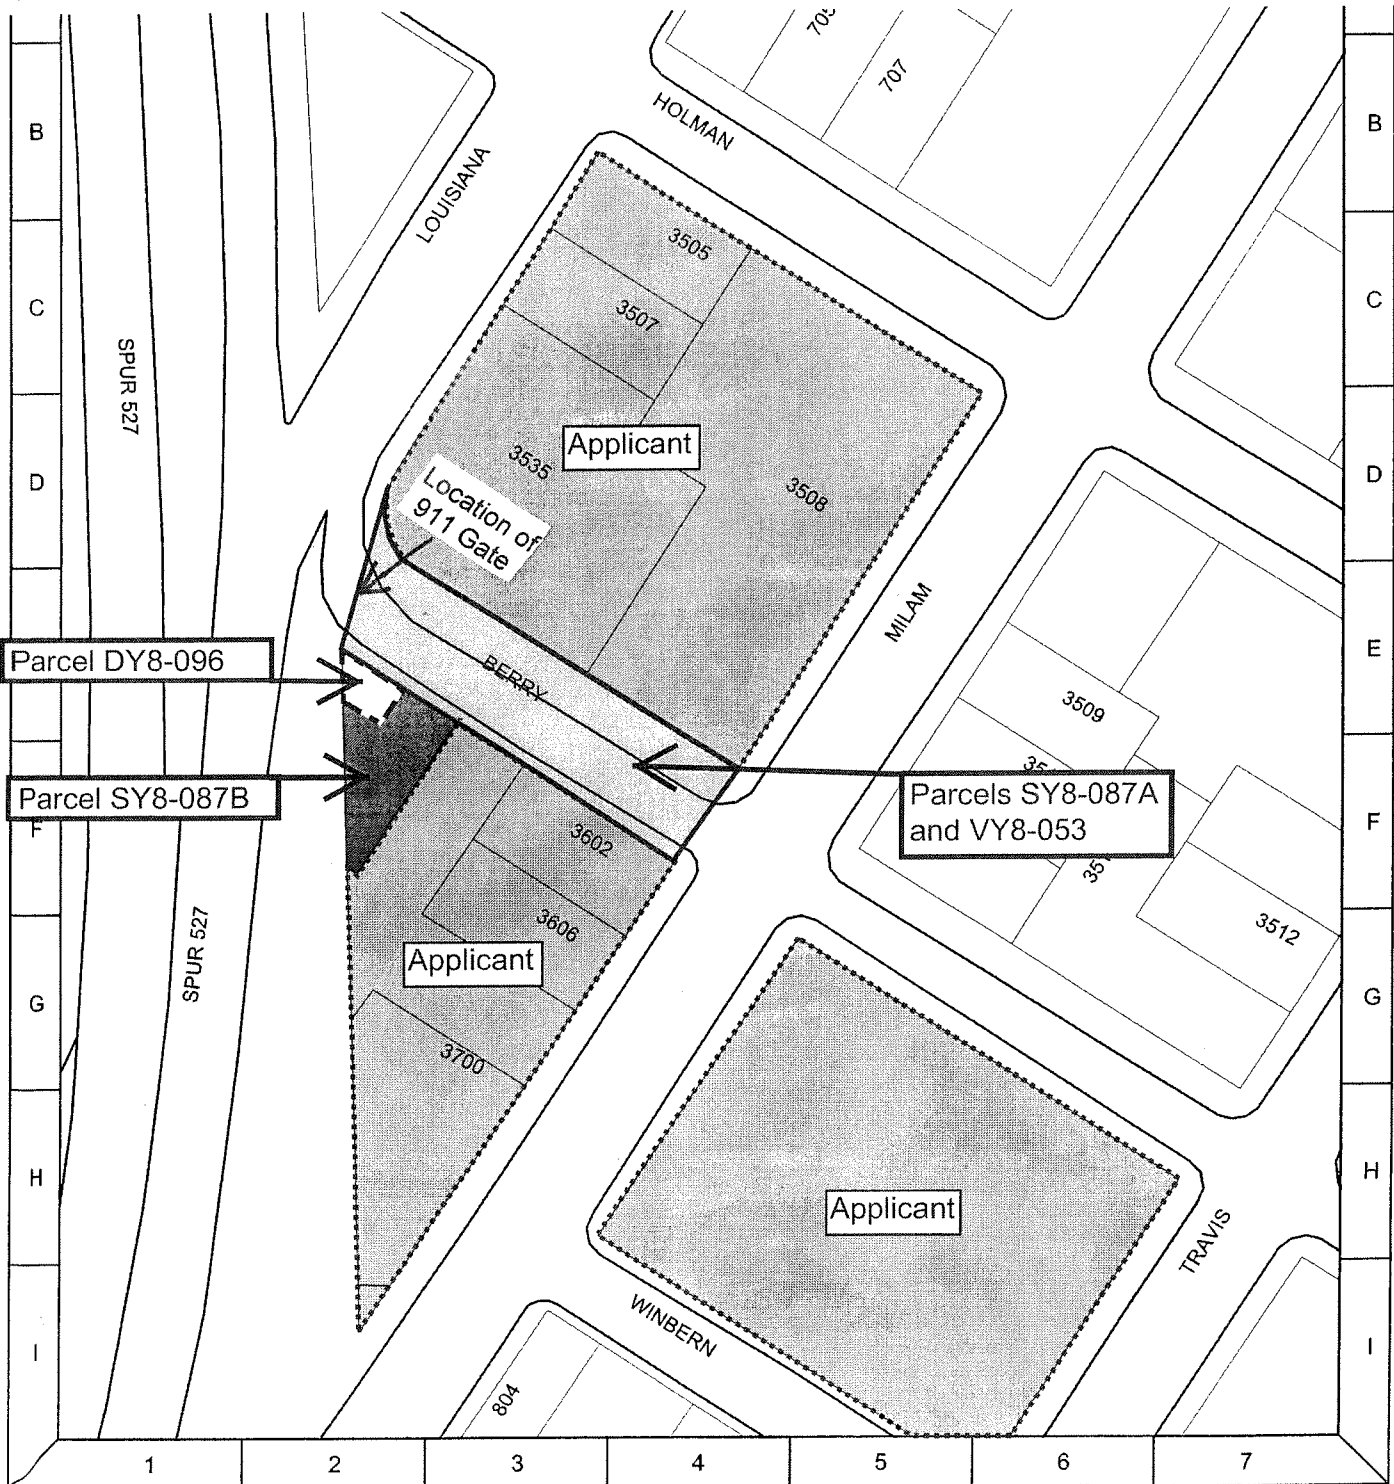 705
707
B
B
HOLMAN
LOUISIANA
3505
C
C
3507
SPUR 527
Applicant
3535
3508
D
D
Location of
911 Gate
MILAM
E
Parcel DY8-096
BERRY
3509
Parcel SY8-087B
Parcels SY8-087A
and VY8-053
F
F
3602
3606
3512
SPUR 527
Applicant
G
G
3700
H
H
Applicant
TRAVIS
WINBERN
I
I
804
1
2
3
4
5
6
7